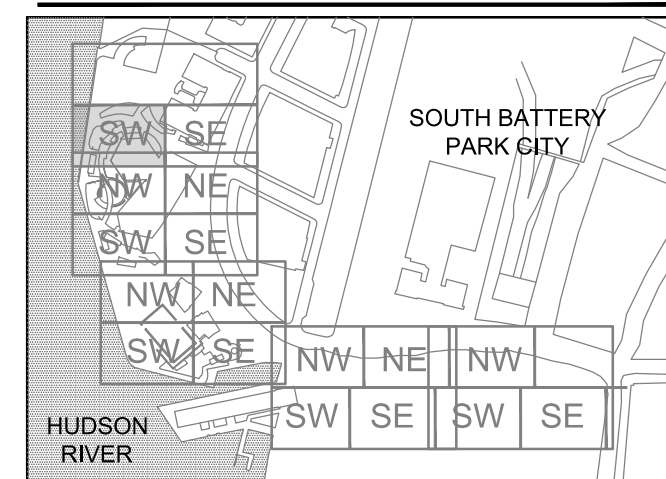 SOUTH BATTERY
PARK CITY
SW SE
NW NE
SW SE
NW NE
SW SE
NW NE NW
SW SE SW SE
HUDSON
RIVER